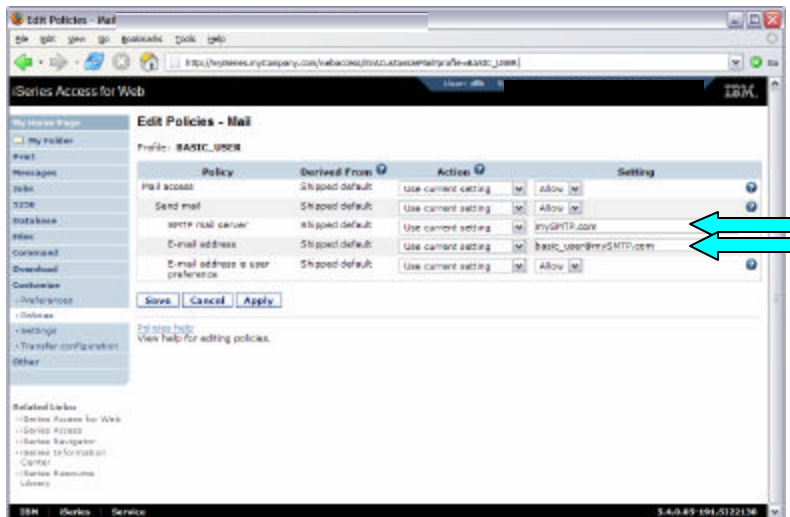 Edit Policies - Mail
File Edit View Go Bookmarks Tools Help
iSeries Access for Web
IBM.
My Home Page
My Folder
Print
Messages
Jobs
5250
Database
Files
Command
Download
Customize
Preferences
Policies
Settings
Transfer configuration
Other
Related Links
iSeries Access for Web
iSeries Access
iSeries Navigator
iSeries Information
Center
iSeries Resource
Library
Edit Policies - Mail
Profile: BASIC_USER
Policy Derived From Action Setting
Mail access Shipped default Use current setting Allow
Send mail Shipped default Use current setting Allow
SMTP mail server Shipped default Use current setting mySMTP.com
E-mail address Shipped default Use current setting basic_user@mySMTP.com
E-mail address is user Shipped default Use current setting Allow
preference
Save Cancel Apply
Policies help
View help for editing policies.
IBM iSeries Service